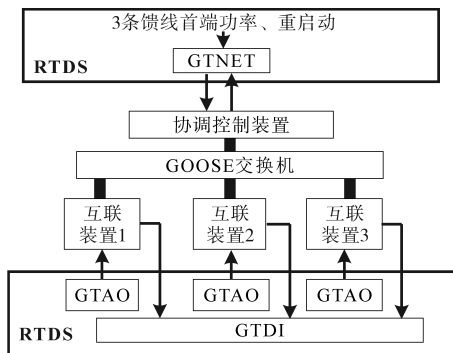 3条馈线首端功率、重启动
RTDS
GTNET
协调控制装置
GOOSE交换机
互联
装置1
互联
装置2
互联
装置3
GTAO
GTAO
GTAO
RTDS
GTDI